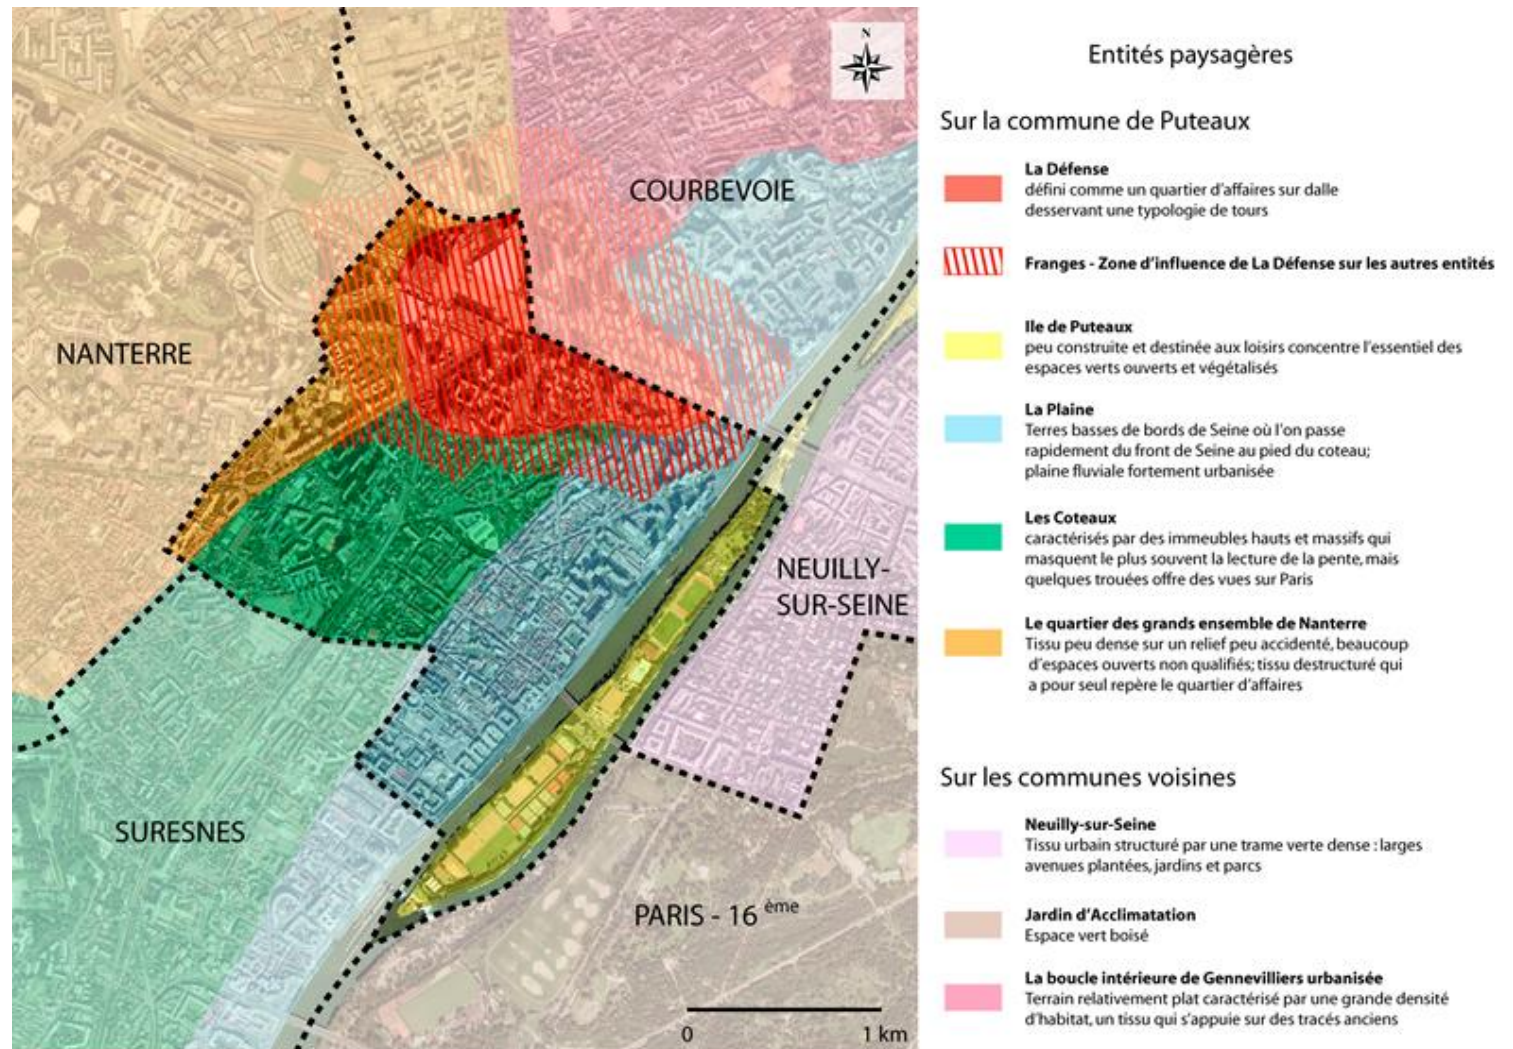 N
COURBEVOIE
NANTERRE
NEUILLY-
SUR-SEINE
SURESNES
PARIS - 16 ème
0 1 km
Entités paysagères
Sur la commune de Puteaux
La Défense
défini comme un quartier d'affaires sur dalle
desservant une typologie de tours
Franges - Zone d'influence de La Défense sur les autres entités
Ile de Puteaux
peu construite et destinée aux loisirs concentre l'essentiel des
espaces verts ouverts et végétalisés
La Plaine
Terres basses de bords de Seine où l'on passe
rapidement du front de Seine au pied du coteau;
plaine fluviale fortement urbanisée
Les Coteaux
caractérisés par des immeubles hauts et massifs qui
masquent le plus souvent la lecture de la pente, mais
quelques trouées offre des vues sur Paris
Le quartier des grands ensemble de Nanterre
Tissu peu dense sur un relief peu accidenté, beaucoup
d'espaces ouverts non qualifiés; tissu destructuré qui
a pour seul repère le quartier d'affaires
Sur les communes voisines
Neuilly-sur-Seine
Tissu urbain structuré par une trame verte dense : larges
avenues plantées, jardins et parcs
Jardin d'Acclimatation
Espace vert boisé
La boucle intérieure de Gennevilliers urbanisée
Terrain relativement plat caractérisé par une grande densité
d'habitat, un tissu qui s'appuie sur des tracés anciens